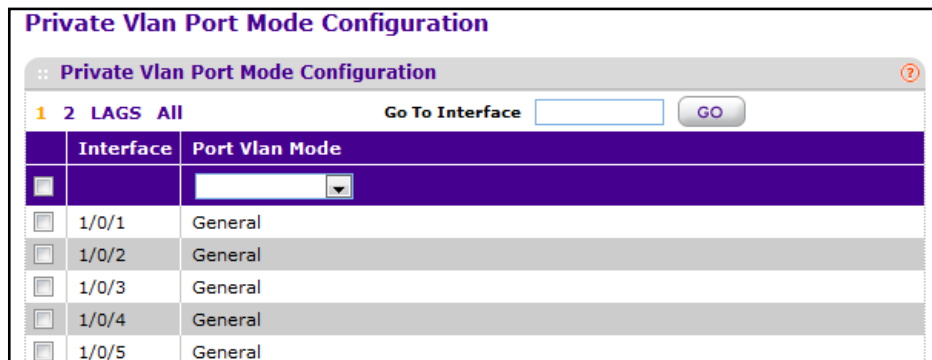 Private Vlan Port Mode Configuration
:: Private Vlan Port Mode Configuration ?
1 2 LAGS All Go To Interface GO
Interface Port Vlan Mode
1/0/1 General
1/0/2 General
1/0/3 General
1/0/4 General
1/0/5 General